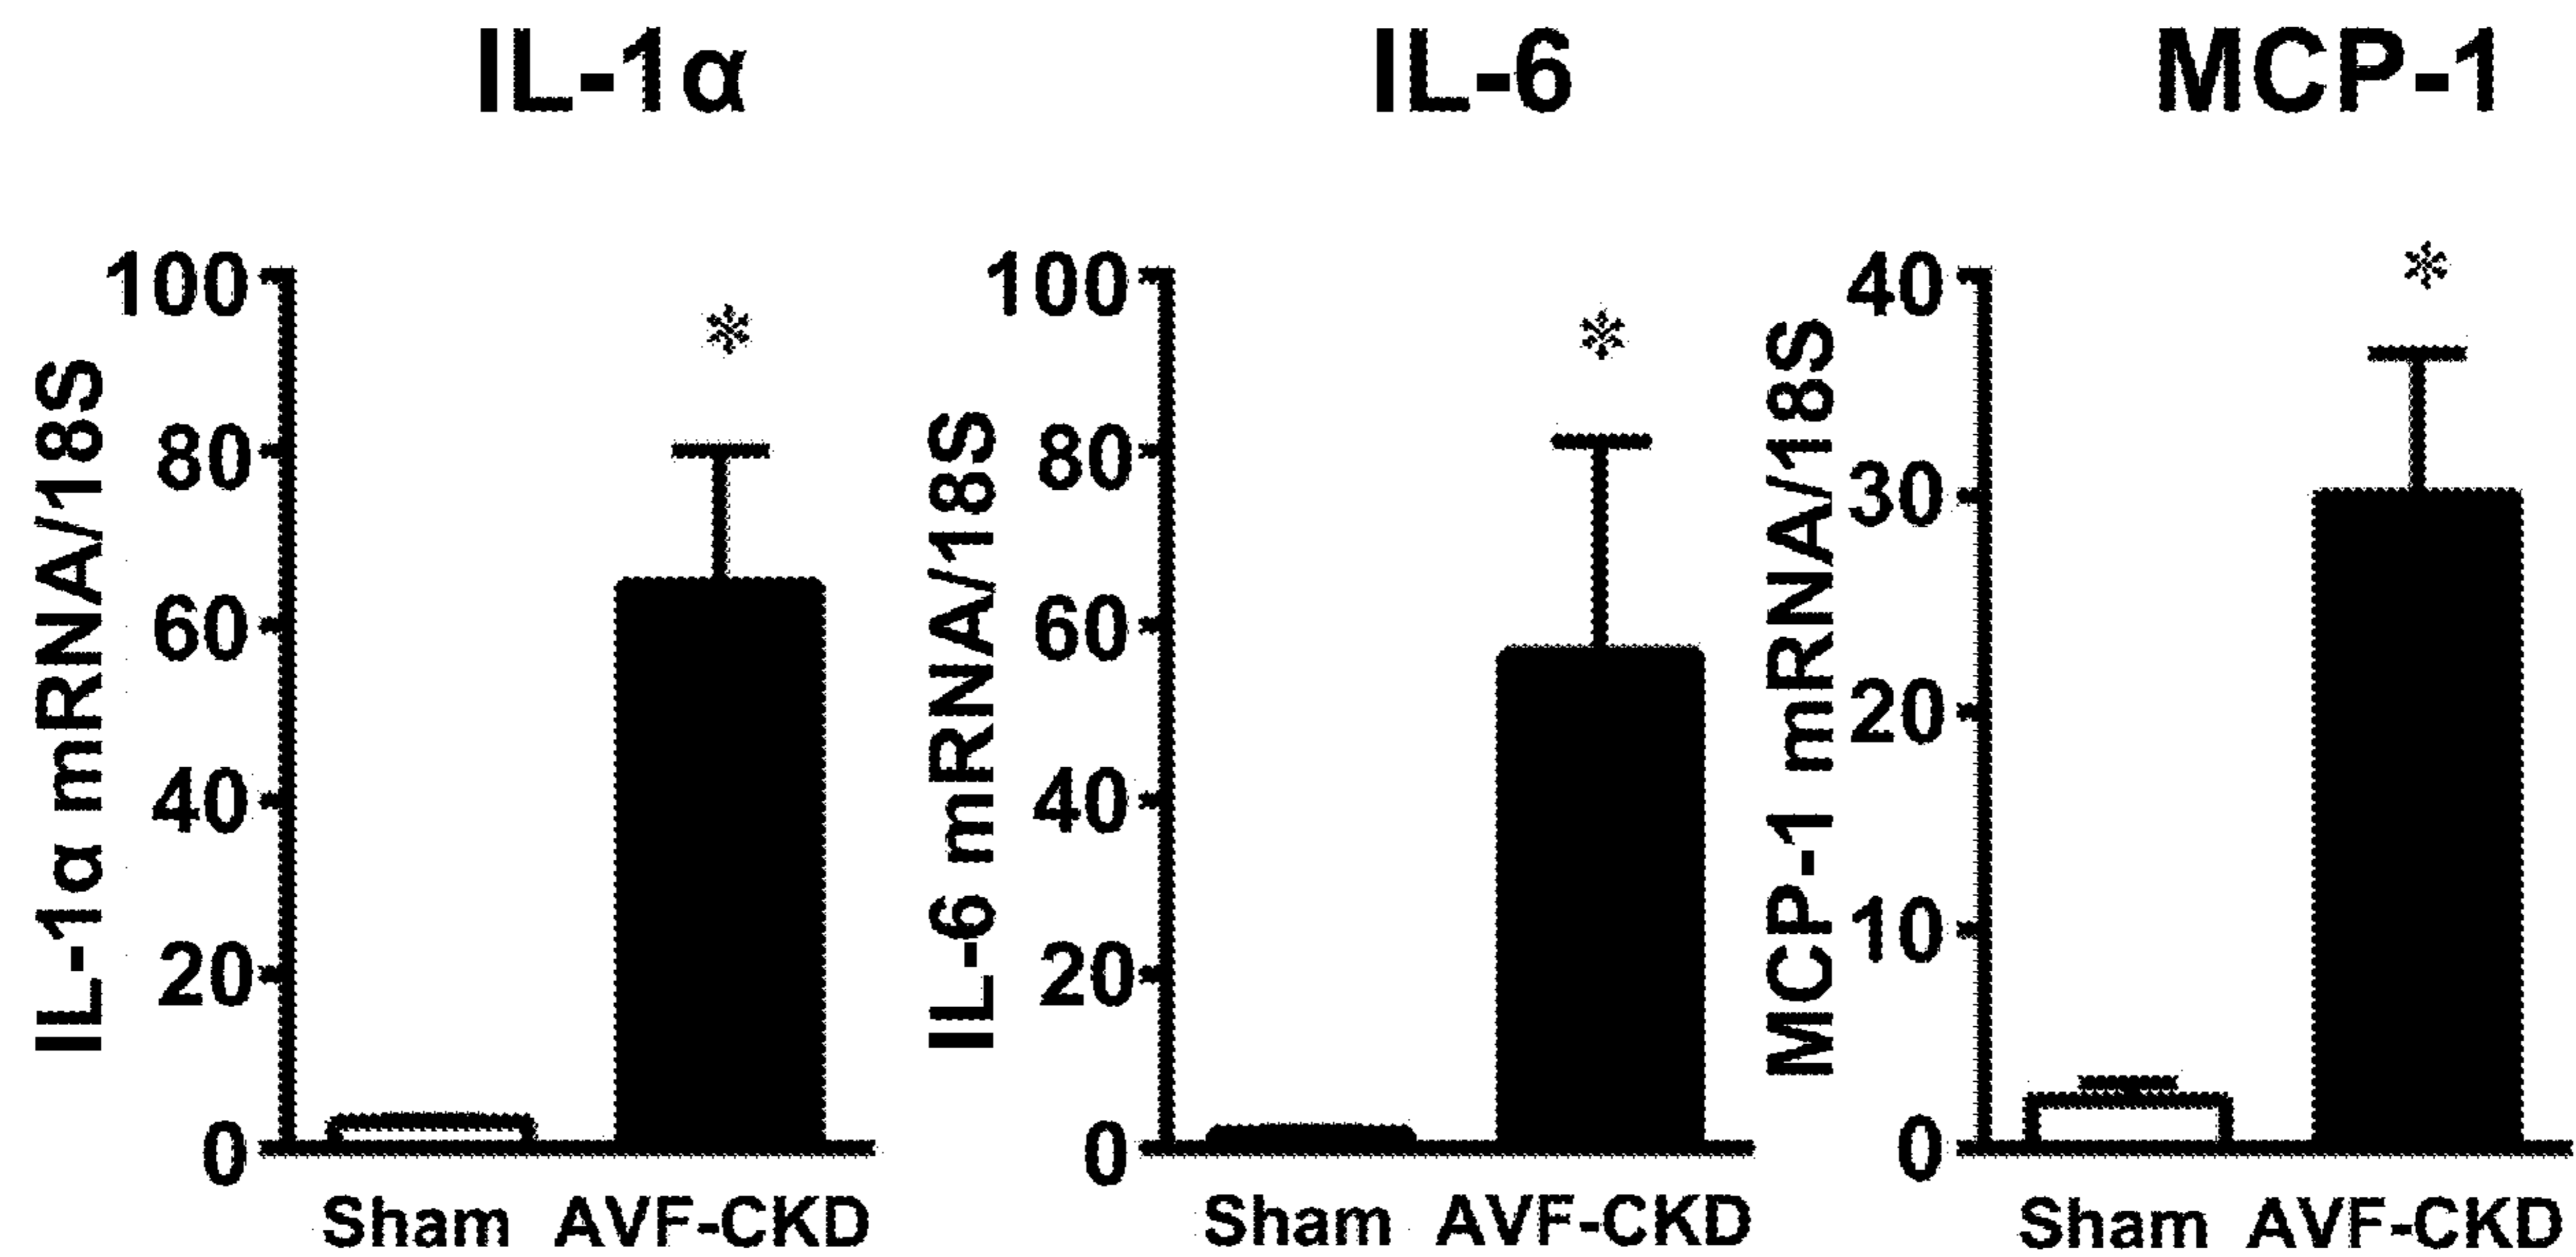 IL-1α
IL-6
MCP-1
IL-1α mRNA/18S
100
80
60
40
20
0
*
Sham AVF-CKD
IL-6 mRNA/18S
100
80
60
40
20
0
*
Sham AVF-CKD
MCP-1 mRNA/18S
40
30
20
10
0
*
Sham AVF-CKD